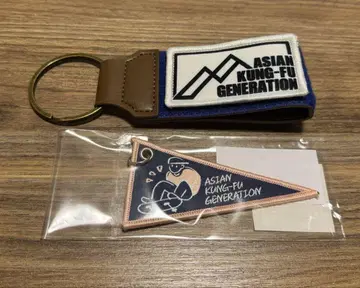 ASIAN
KUNG-FU
GENERATION
ASIAN
KUNG-FU
GENERATION